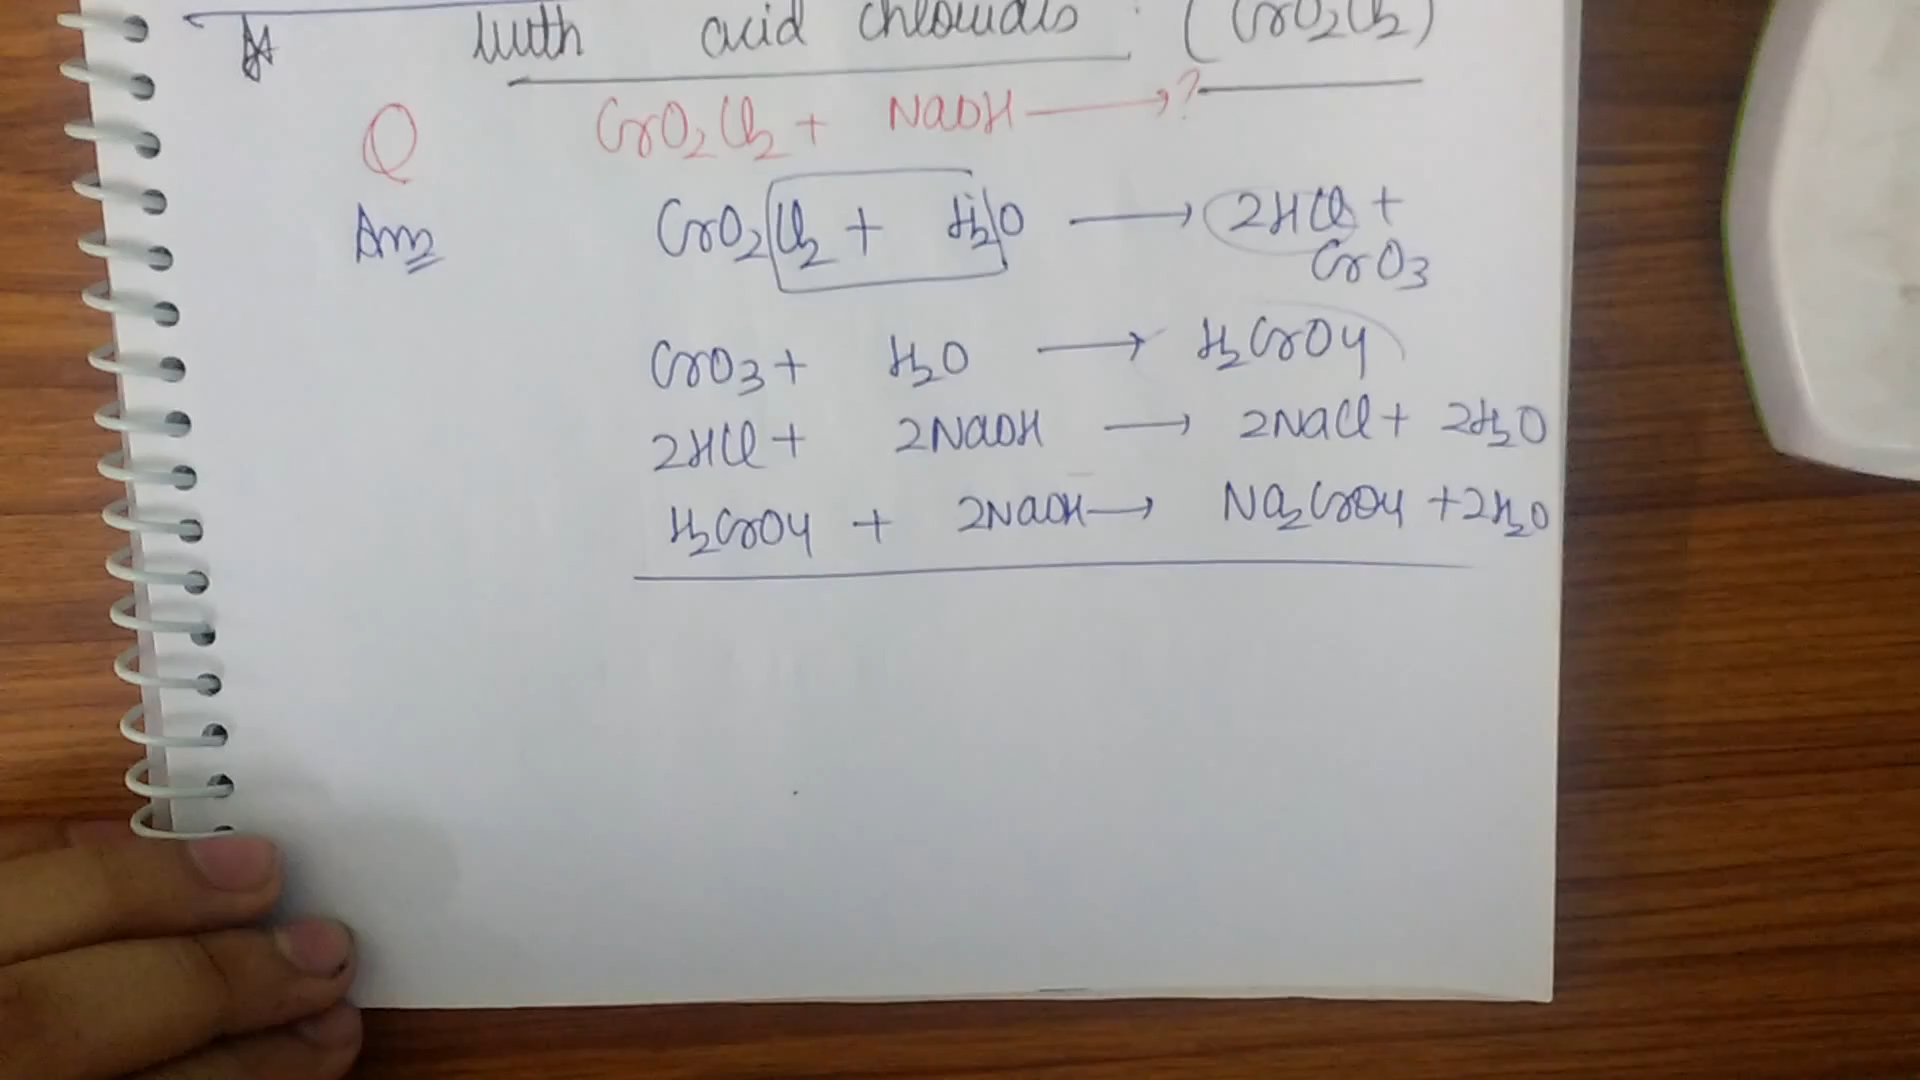 with acid chlorides. (CrO2Cl2)
Q CrO2Cl2 + NaOH ⟶ ?
Ans CrO2Cl2 + H2O ⟶ 2HCl +
CrO3
CrO3 + H2O ⟶ H2CrO4
2HCl + 2NaOH ⟶ 2NaCl + 2H2O
H2CrO4 + 2NaOH ⟶ Na2CrO4 + 2H2O